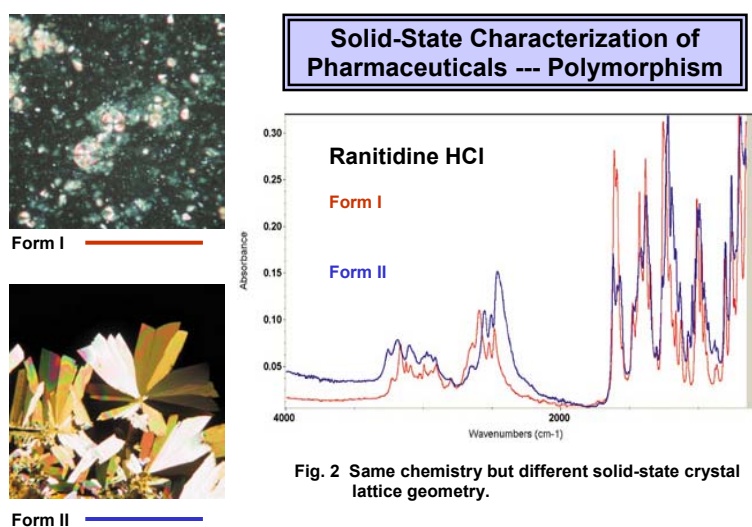 Solid-State Characterization of
Pharmaceuticals --- Polymorphism
Form I
Form II
Ranitidine HCl
Form I
Form II
0.30
0.25
0.20
0.15
0.10
0.05
Absorbance
4000
2000
Wavenumbers (cm-1)
Fig. 2 Same chemistry but different solid-state crystal
lattice geometry.